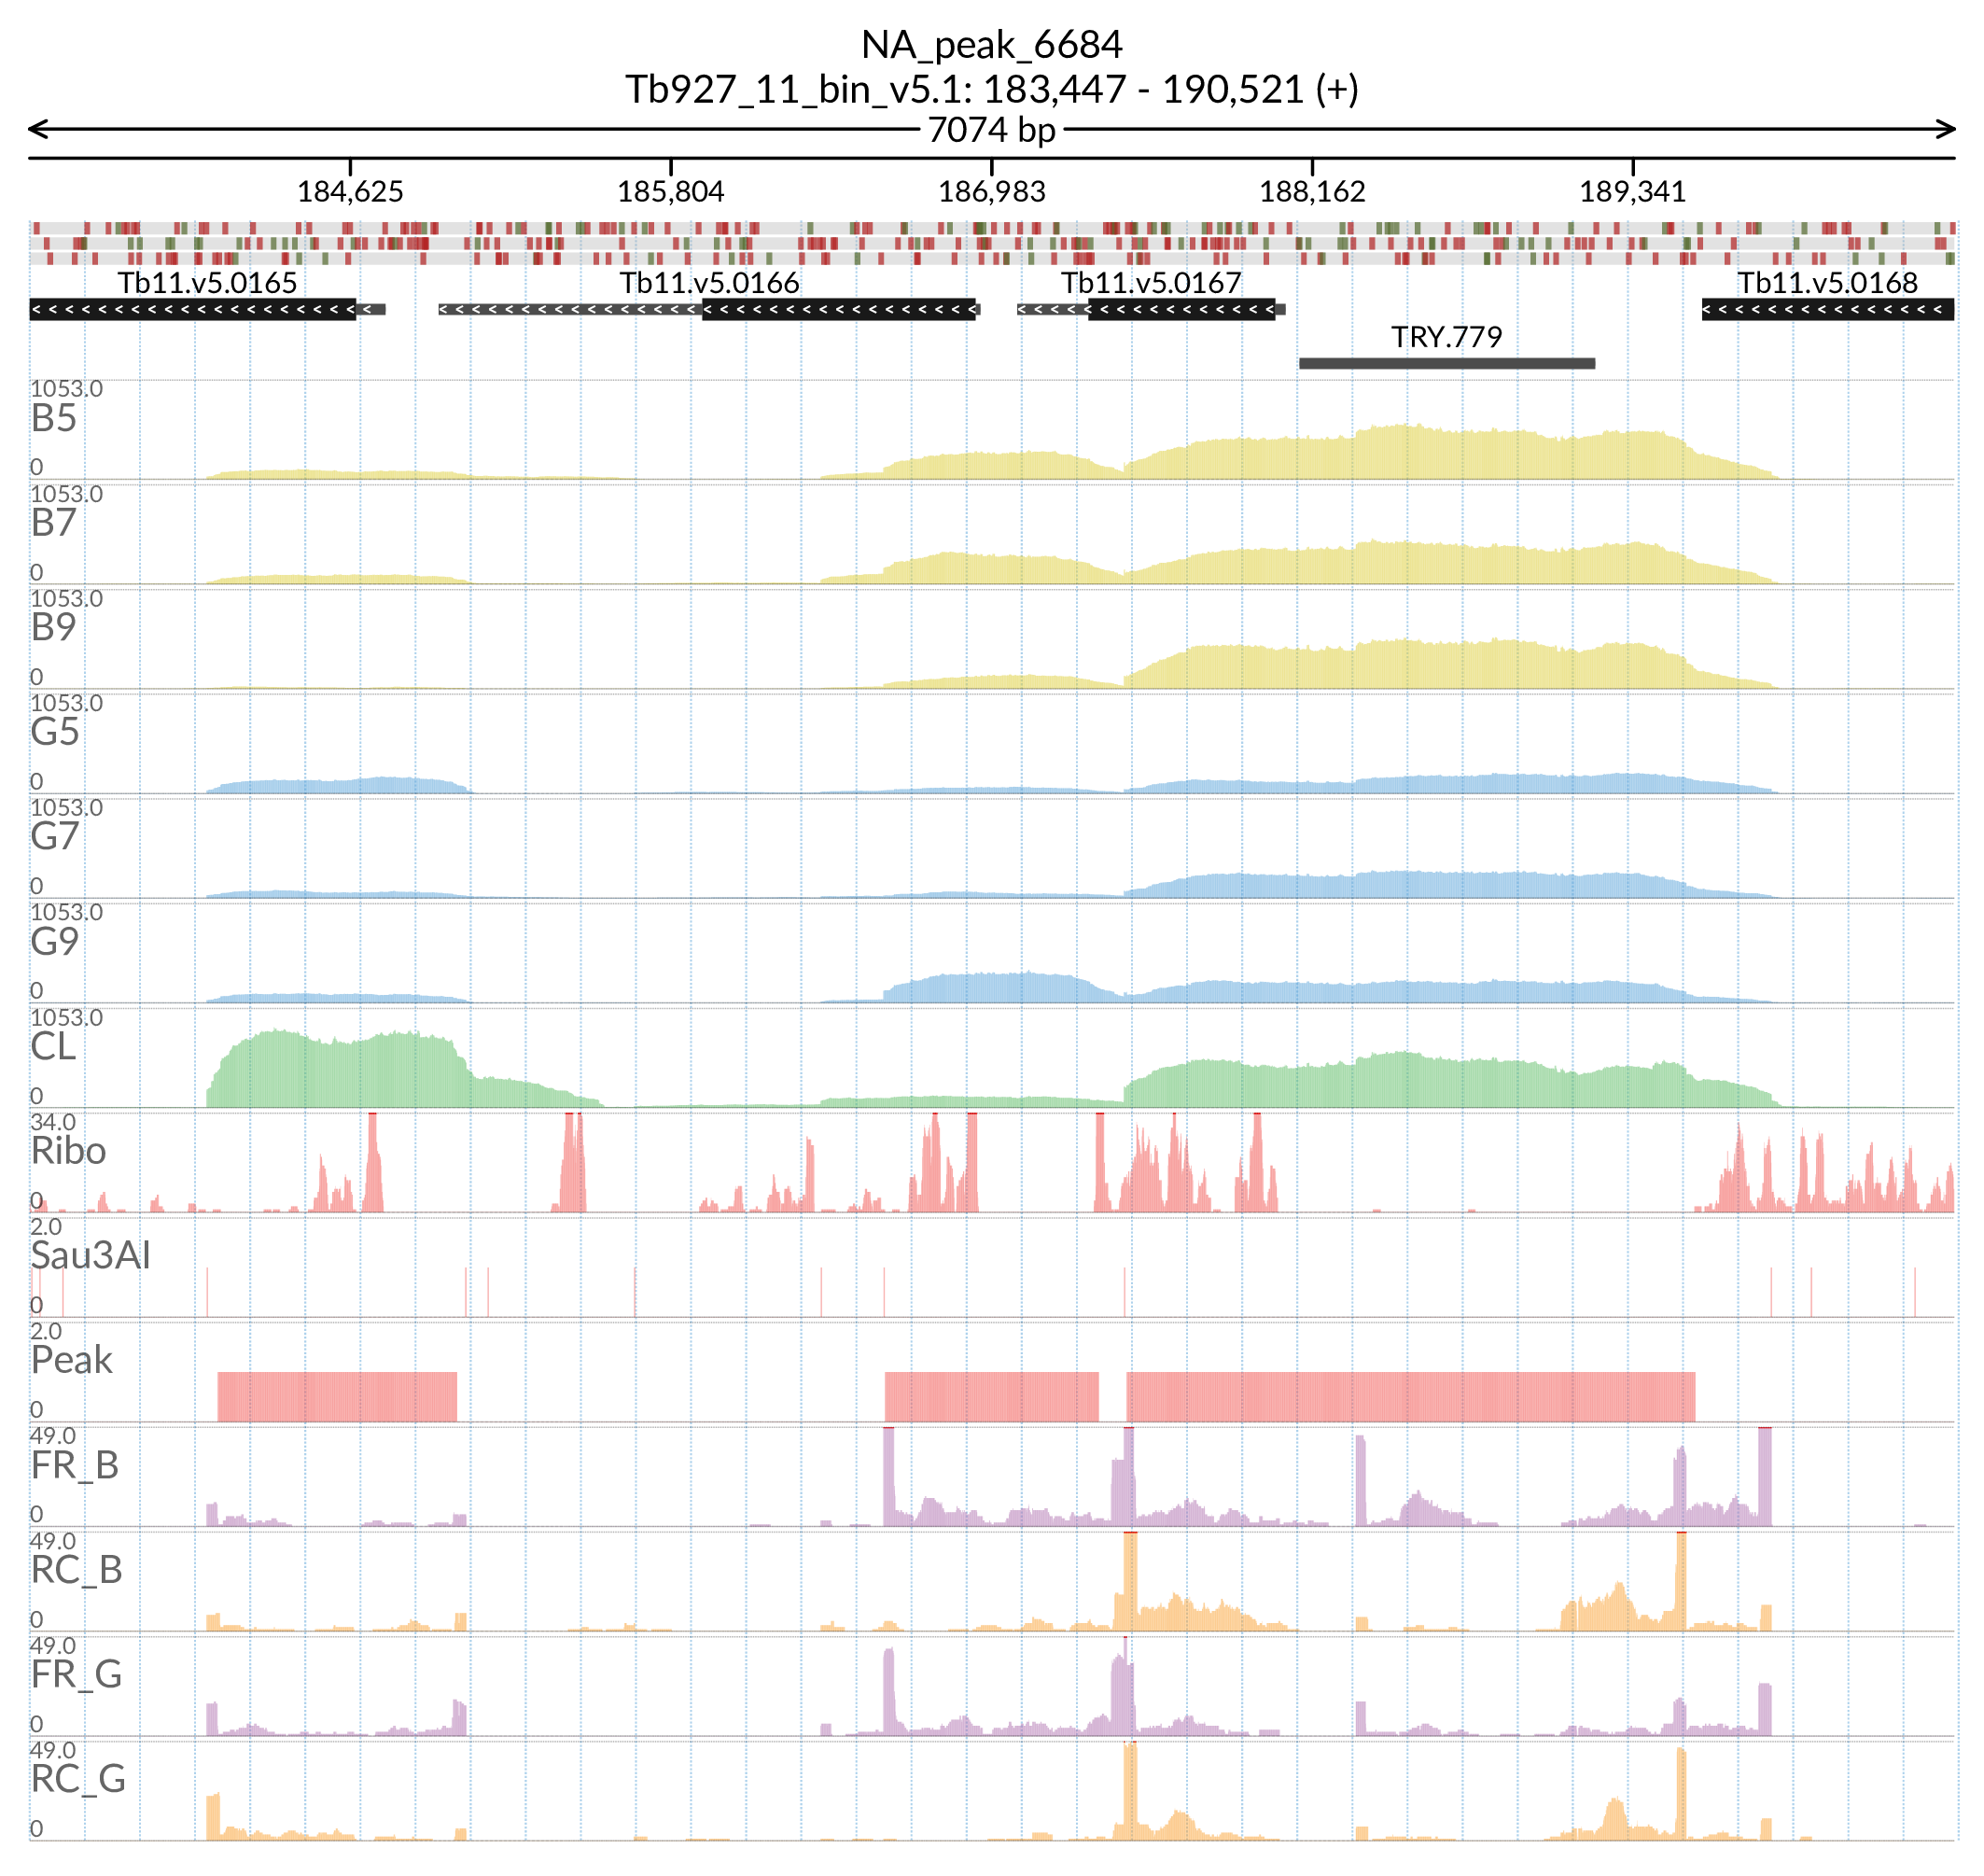 NA_peak_6684
Tb927_11_bin_v5.1: 183,447 - 190,521 (+)
7074 bp
184,625 185,804 186,983 188,162 189,341
Tb11.v5.0165 Tb11.v5.0166 Tb11.v5.0167 Tb11.v5.0168
TRY.779
1053.0
B5
0
1053.0
B7
0
1053.0
B9
0
1053.0
G5
0
1053.0
G7
0
1053.0
G9
0
1053.0
CL
0
34.0
Ribo
0
2.0
Sau3AI
0
2.0
Peak
0
49.0
FR_B
0
49.0
RC_B
0
49.0
FR_G
0
49.0
RC_G
0